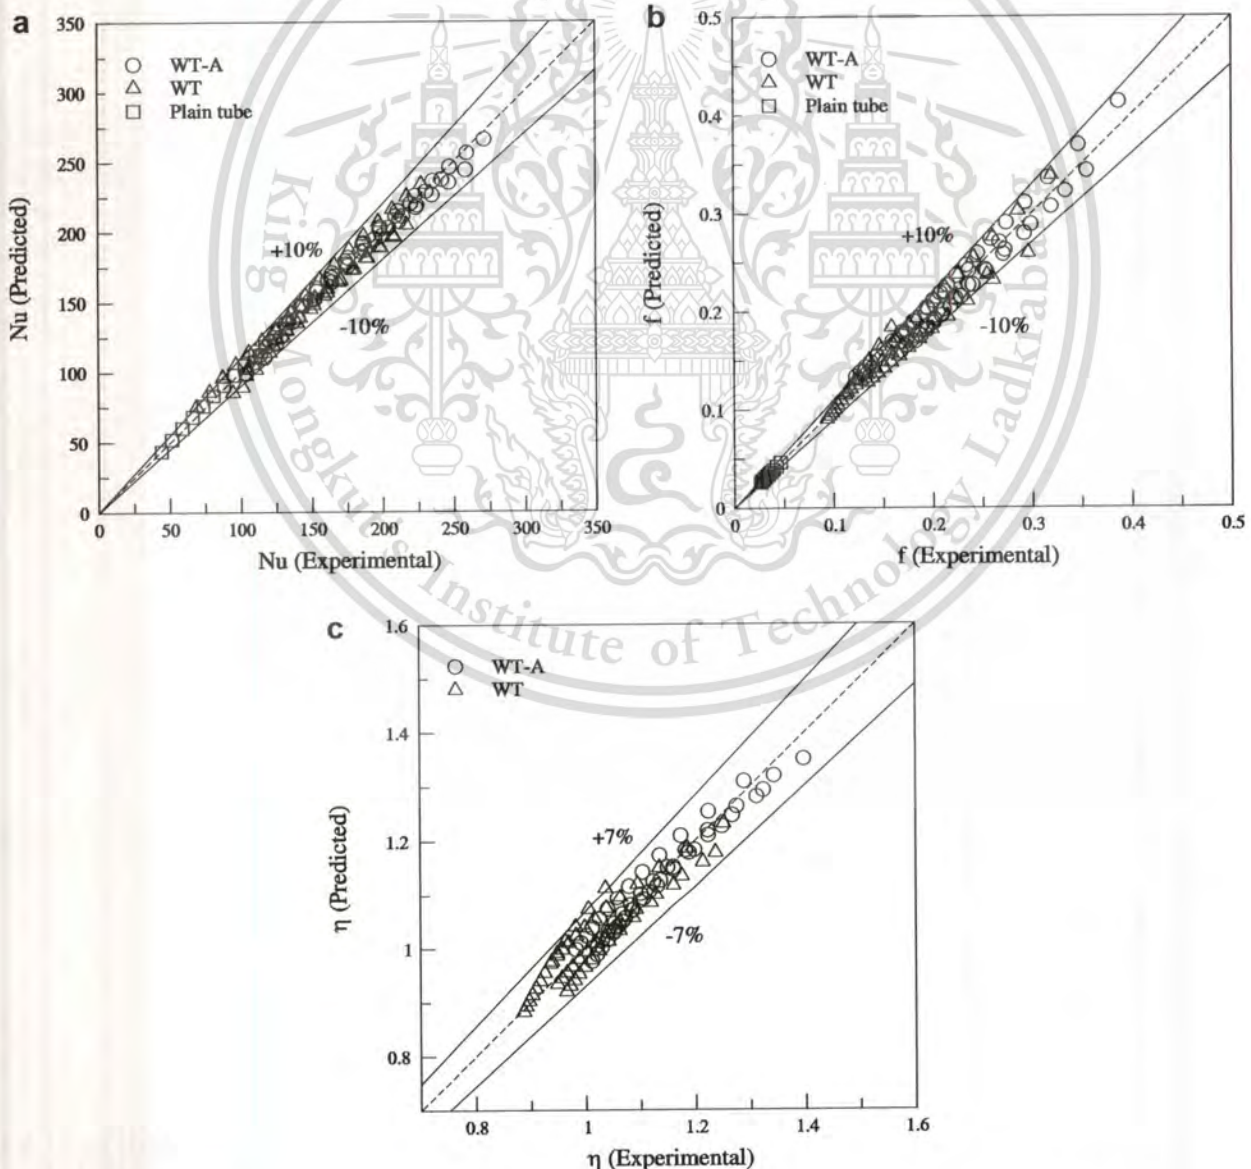 a
350
300
250
200
150
100
50
0
Nu (Predicted)
WT-A
WT
Plain tube
+10%
-10%
0 50 100 150 200 250 300 350
Nu (Experimental)
b
0.5
0.4
0.3
0.2
0.1
0
f (Predicted)
WT-A
WT
Plain tube
+10%
-10%
0 0.1 0.2 0.3 0.4 0.5
f (Experimental)
c
1.6
1.4
1.2
1
0.8
η (Predicted)
WT-A
WT
+7%
-7%
0.8 1 1.2 1.4 1.6
η (Experimental)
King Mongkut's Institute of Technology Ladkrabang